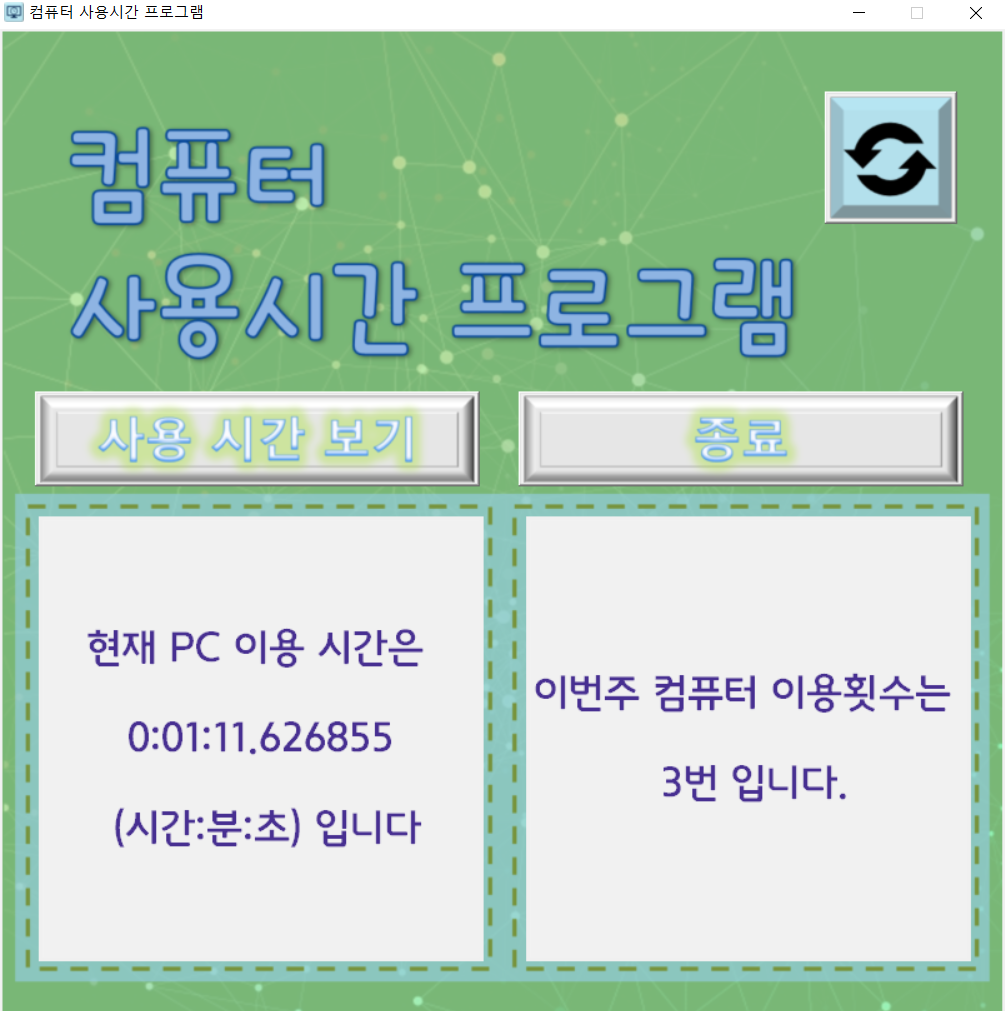 컴퓨터 사용시간 프로그램
컴퓨터
사용시간 프로그램
사용 시간 보기
종료
현재 PC 이용 시간은
0:01:11.626855
(시간:분:초) 입니다
이번주 컴퓨터 이용횟수는
3번 입니다.